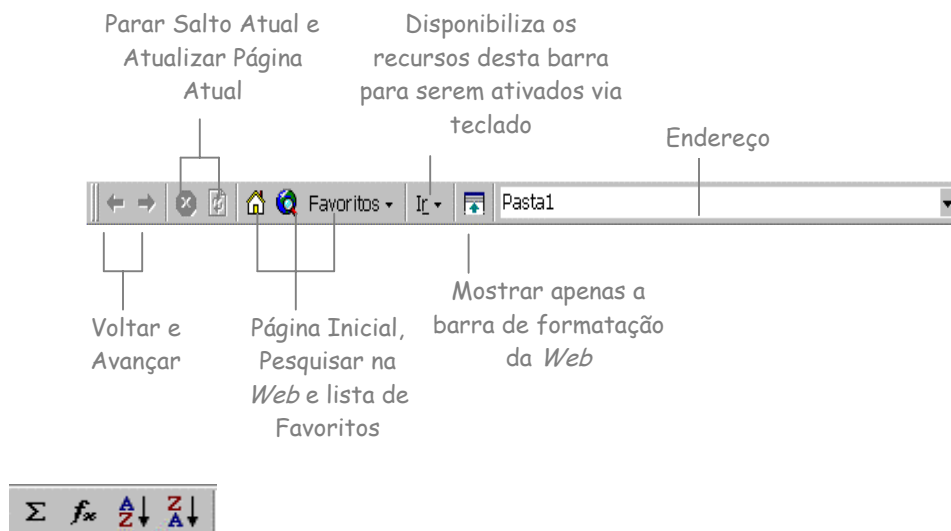 Parar Salto Atual e
Atualizar Página
Atual
Disponibiliza os
recursos desta barra
para serem ativados via
teclado
Endereço
Favoritos
Ir
Pasta1
Voltar e
Avançar
Página Inicial,
Pesquisar na
Web e lista de
Favoritos
Mostrar apenas a
barra de formatação
da Web
Σ fx A Z Z A